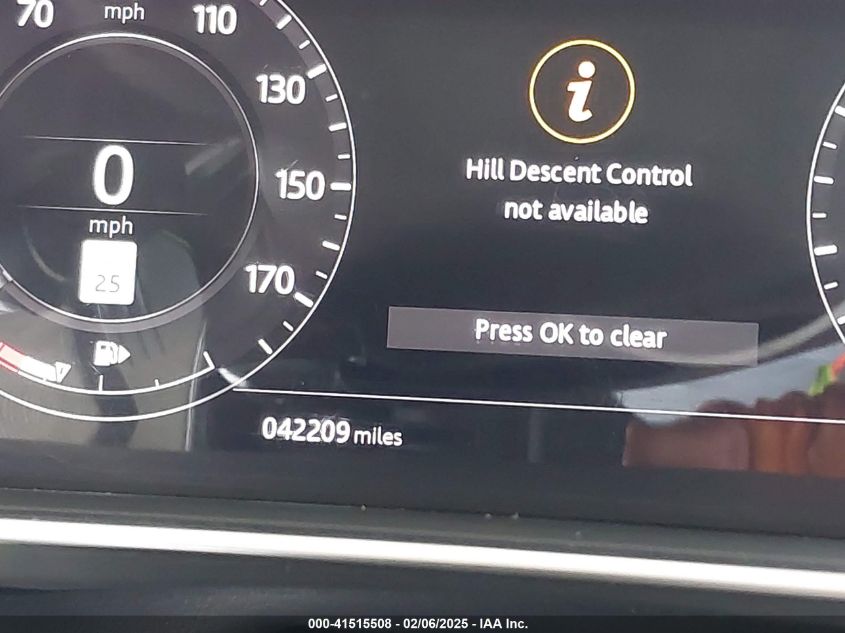 70
mph
110
130
150
170
0
mph
25
Hill Descent Control
not available
Press OK to clear
042209 miles
000-41515508 - 02/06/2025 - IAA Inc.